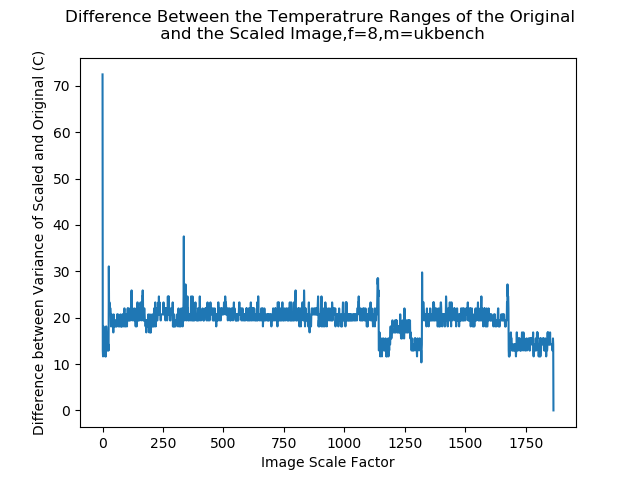 Difference Between the Temperatrure Ranges of the Original
and the Scaled Image,f=8,m=ukbench
Difference between Variance of Scaled and Original (C)
70
60
50
40
30
20
10
0
0 250 500 750 1000 1250 1500 1750
Image Scale Factor